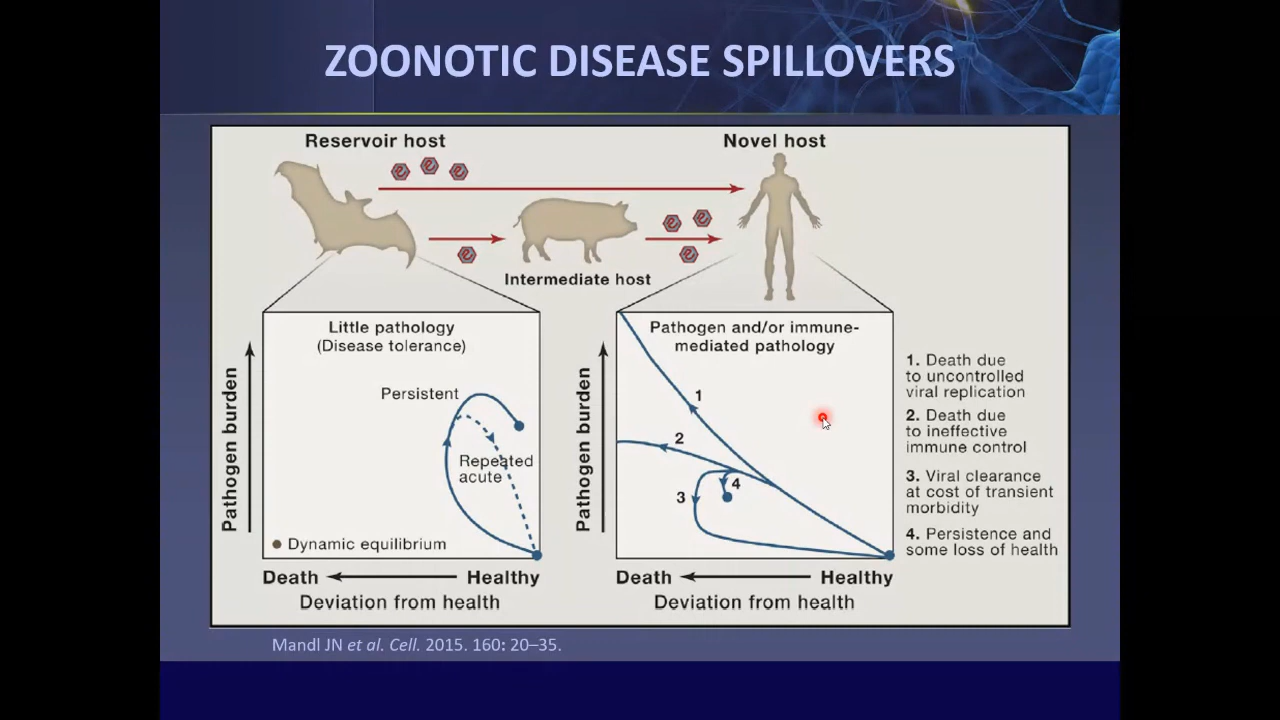 ZOONOTIC DISEASE SPILLOVERS
Reservoir host
Novel host
Intermediate host
Little pathology
(Disease tolerance)
Pathogen burden
Persistent
Repeated
acute
Dynamic equilibrium
Death
Healthy
Deviation from health
Pathogen and/or immune-
mediated pathology
Pathogen burden
1
2
3
4
Death
Healthy
Deviation from health
1. Death due
to uncontrolled
viral replication
2. Death due
to ineffective
immune control
3. Viral clearance
at cost of transient
morbidity
4. Persistence and
some loss of health
Mandl JN et al. Cell. 2015. 160: 20–35.